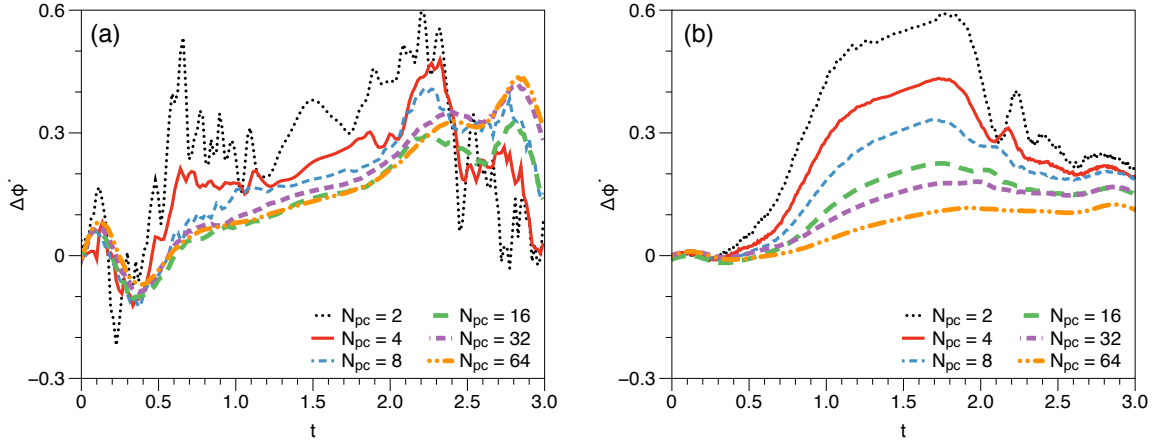 (a)
0.6
0.3
0
−0.3
Δϕ*
N_pc = 2
N_pc = 4
N_pc = 8
N_pc = 16
N_pc = 32
N_pc = 64
0 0.5 1.0 1.5 2.0 2.5 3.0
t
(b)
0.6
0.3
0
−0.3
Δϕ*
N_pc = 2
N_pc = 4
N_pc = 8
N_pc = 16
N_pc = 32
N_pc = 64
0 0.5 1.0 1.5 2.0 2.5 3.0
t